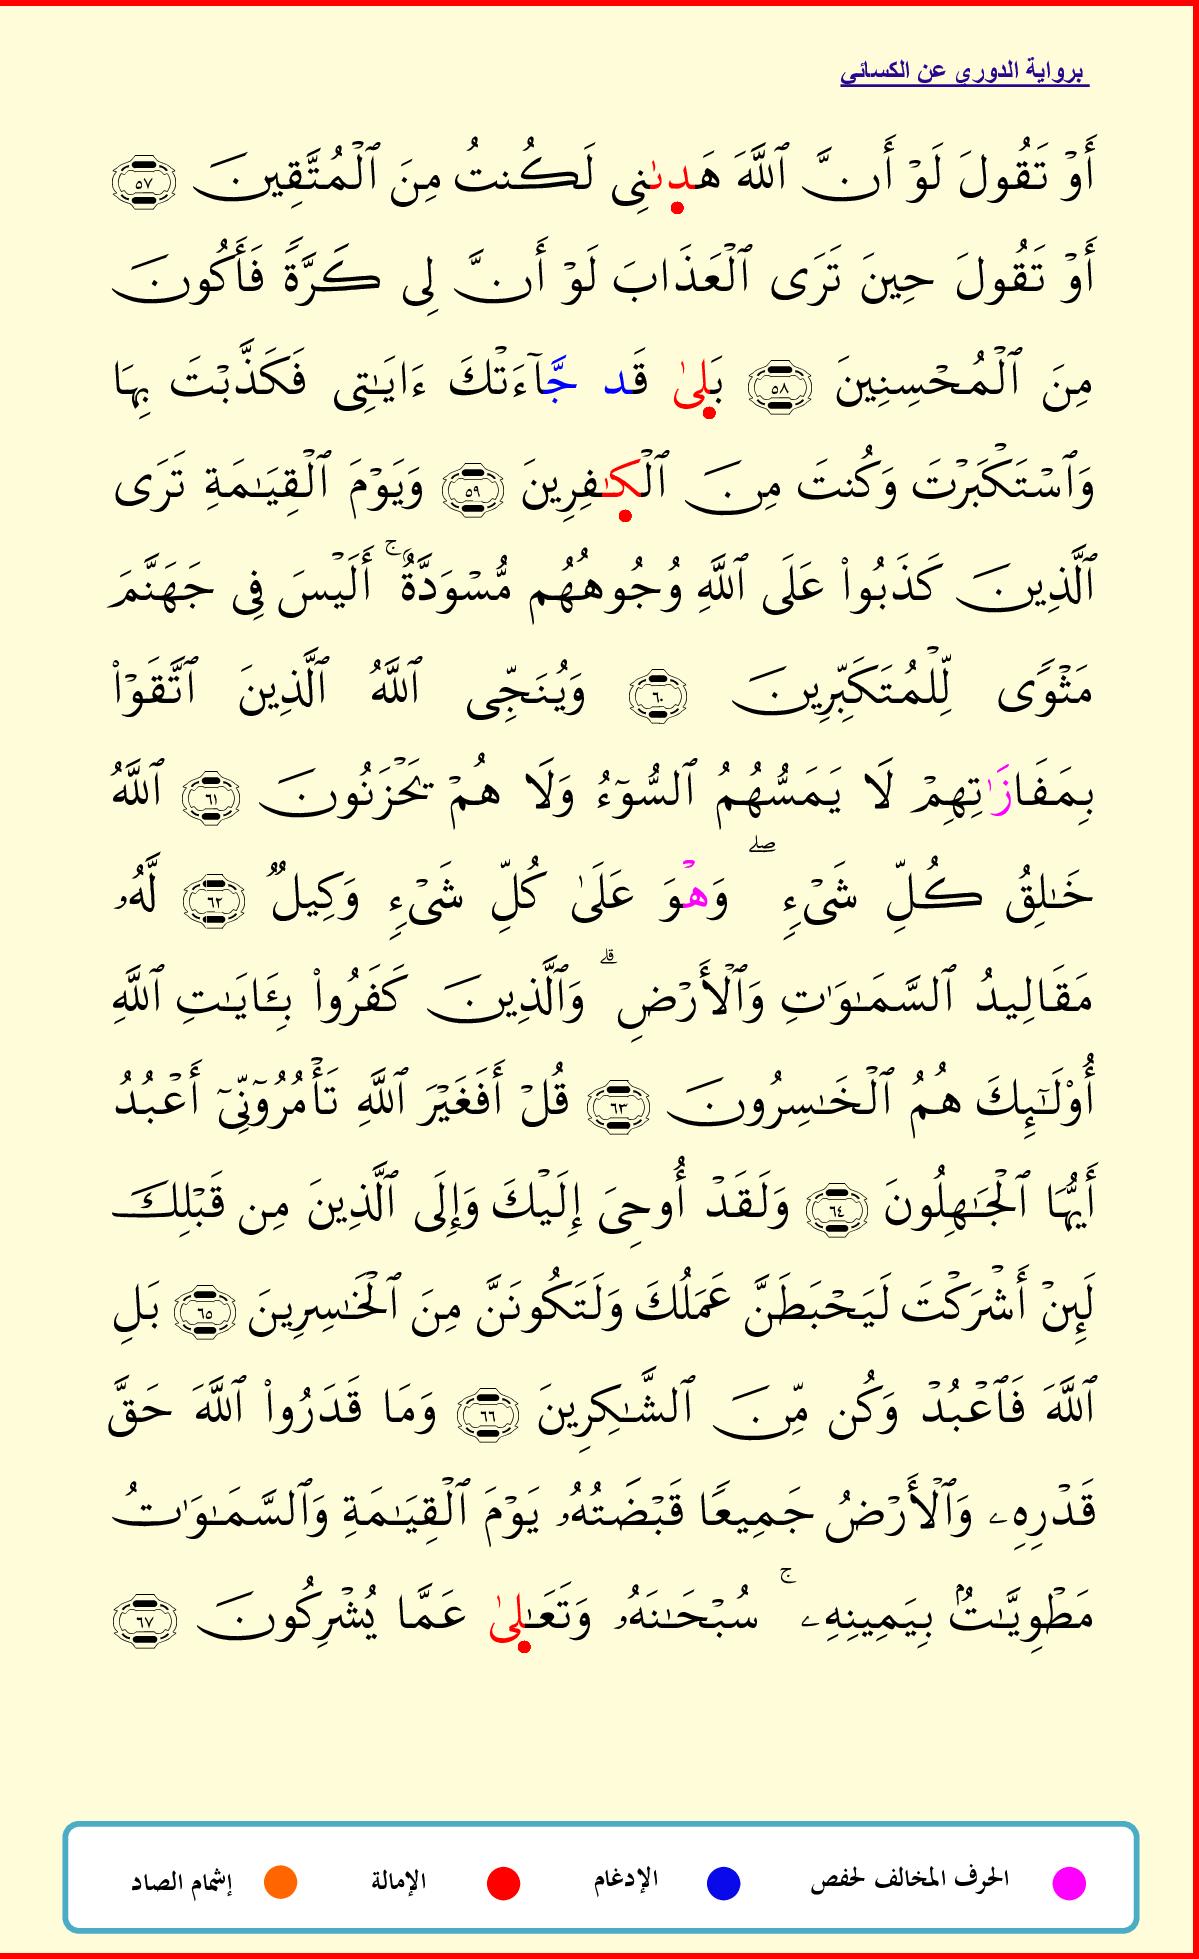 برواية الدوري عن الكسائي
أَوۡ تَقُولَ لَوۡ أَنَّ ٱللَّهَ هَدىٰنِى لَكُنتُ مِنَ ٱلۡمُتَّقِينَ ٥٧
أَوۡ تَقُولَ حِينَ تَرَى ٱلۡعَذَابَ لَوۡ أَنَّ لِى كَرَّةً فَأَكُونَ
مِنَ ٱلۡمُحۡسِنِينَ ٥٨ بَلىٰ قَد جَّآءَتۡكَ ءَايَـٰتِى فَكَذَّبۡتَ بِهَا
وَٱسۡتَكۡبَرۡتَ وَكُنتَ مِنَ ٱلۡكـٰفِرِينَ ٥٩ وَيَوۡمَ ٱلۡقِيَـٰمَةِ تَرَى
ٱلَّذِينَ كَذَبُواْ عَلَى ٱللَّهِ وُجُوهُهُم مُّسۡوَدَّةٌ ۚ أَلَيۡسَ فِى جَهَنَّمَ
مَثۡوًى لِّلۡمُتَكَبِّرِينَ ٦٠ وَيُنَجِّى ٱللَّهُ ٱلَّذِينَ ٱتَّقَوۡاْ
بِمَفَازَٰتِهِمۡ لَا يَمَسُّهُمُ ٱلسُّوٓءُ وَلَا هُمۡ يَحۡزَنُونَ ٦١ ٱللَّهُ
خَـٰلِقُ كُلِّ شَىۡءٍ ۖ وَهۡوَ عَلَىٰ كُلِّ شَىۡءٍ وَكِيلٌ ٦٢ لَّهُۥ
مَقَالِيدُ ٱلسَّمَـٰوَٰتِ وَٱلۡأَرۡضِ ۗ وَٱلَّذِينَ كَفَرُواْ بِـَٔايَـٰتِ ٱللَّهِ
أُوْلَـٰٓئِكَ هُمُ ٱلۡخَـٰسِرُونَ ٦٣ قُلۡ أَفَغَيۡرَ ٱللَّهِ تَأۡمُرُوٓنِّىٓ أَعۡبُدُ
أَيُّهَا ٱلۡجَـٰهِلُونَ ٦٤ وَلَقَدۡ أُوحِىَ إِلَيۡكَ وَإِلَى ٱلَّذِينَ مِن قَبۡلِكَ
لَئِنۡ أَشۡرَكۡتَ لَيَحۡبَطَنَّ عَمَلُكَ وَلَتَكُونَنَّ مِنَ ٱلۡخَـٰسِرِينَ ٦٥ بَلِ
ٱللَّهَ فَٱعۡبُدۡ وَكُن مِّنَ ٱلشَّـٰكِرِينَ ٦٦ وَمَا قَدَرُواْ ٱللَّهَ حَقَّ
قَدۡرِهِۦ وَٱلۡأَرۡضُ جَمِيعًا قَبۡضَتُهُۥ يَوۡمَ ٱلۡقِيَـٰمَةِ وَٱلسَّمَـٰوَٰتُ
مَطۡوِيَّـٰتُۢ بِيَمِينِهِۦ ۚ سُبۡحَـٰنَهُۥ وَتَعَـٰلىٰ عَمَّا يُشۡرِكُونَ ٦٧
الحرف المخالف لحفص الإدغام الإمالة إشمام الصاد